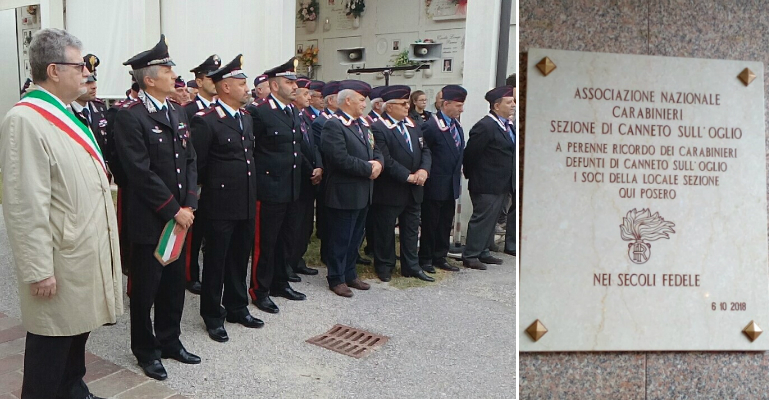 ASSOCIAZIONE NAZIONALE
CARABINIERI
SEZIONE DI CANNETO SULL'OGLIO
A PERENNE RICORDO DEI CARABINIERI
DEFUNTI DI CANNETO SULL'OGLIO
I SOCI DELLA LOCALE SEZIONE
QUI POSERO
NEI SECOLI FEDELE
6 10 2018